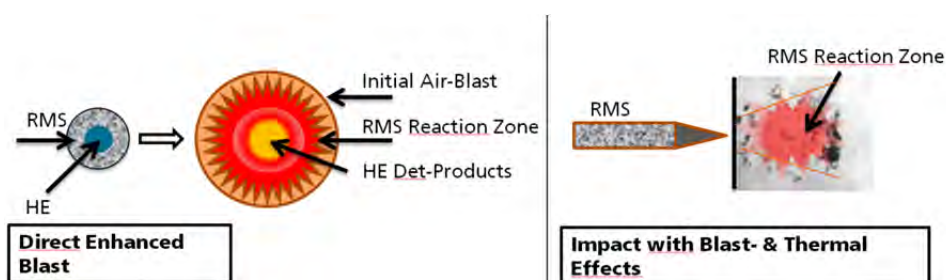 RMS
HE
Initial Air-Blast
RMS Reaction Zone
HE Det-Products
Direct Enhanced
Blast
RMS Reaction Zone
RMS
Impact with Blast- & Thermal
Effects